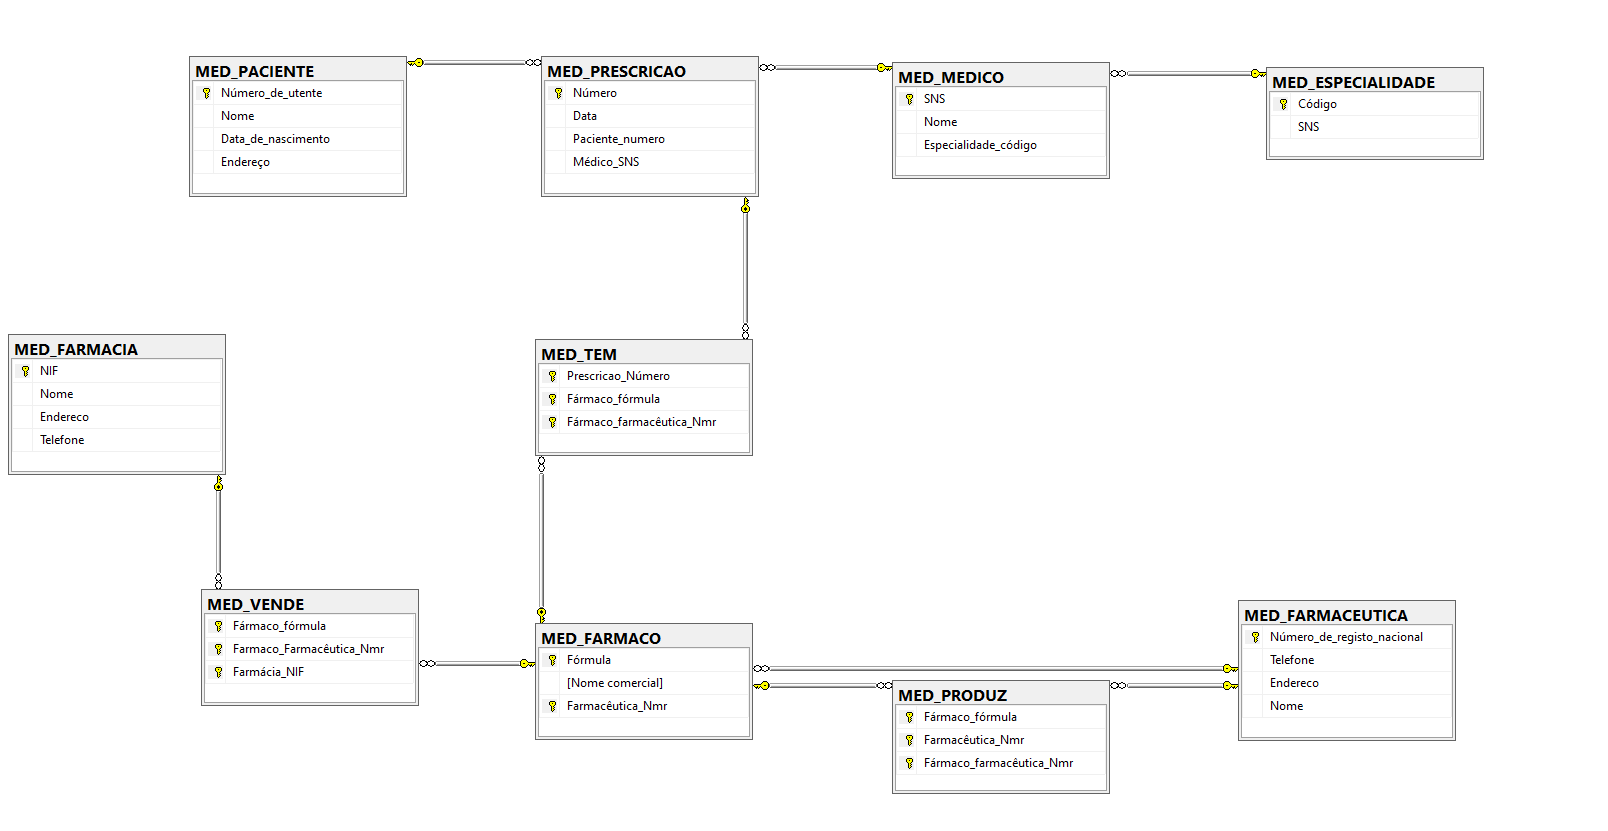 MED_PACIENTE
Número_de_utente
Nome
Data_de_nascimento
Endereço
MED_PRESCRICAO
Número
Data
Paciente_numero
Médico_SNS
MED_MEDICO
SNS
Nome
Especialidade_código
MED_ESPECIALIDADE
Código
SNS
MED_FARMACIA
NIF
Nome
Endereco
Telefone
MED_TEM
Prescricao_Número
Fármaco_fórmula
Fármaco_farmacêutica_Nmr
MED_VENDE
Fármaco_fórmula
Farmaco_Farmacêutica_Nmr
Farmácia_NIF
MED_FARMACO
Fórmula
[Nome comercial]
Farmacêutica_Nmr
MED_PRODUZ
Fármaco_fórmula
Farmacêutica_Nmr
Fármaco_farmacêutica_Nmr
MED_FARMACEUTICA
Número_de_registo_nacional
Telefone
Endereco
Nome